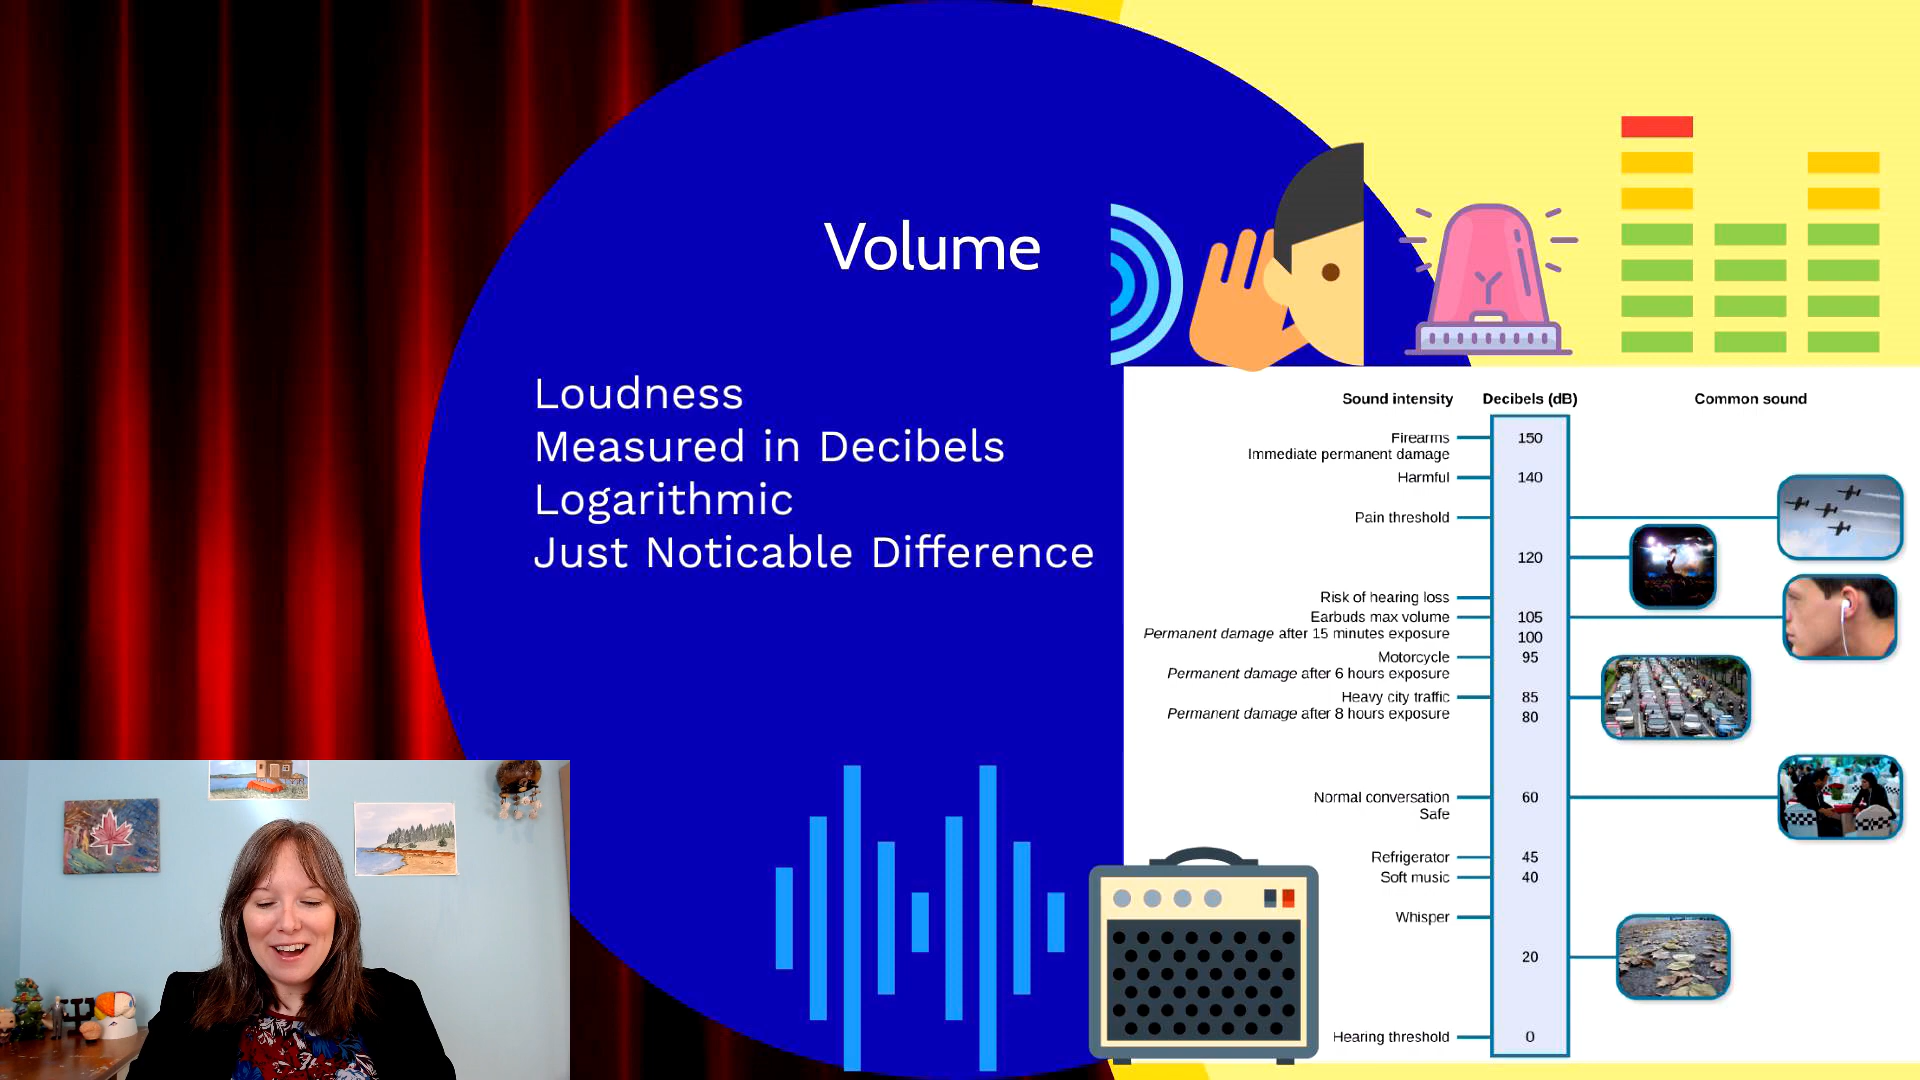 Volume
Loudness
Measured in Decibels
Logarithmic
Just Noticable Difference
Sound intensity Decibels (dB) Common sound
Firearms 150
Immediate permanent damage
Harmful 140
Pain threshold
120
Risk of hearing loss
Earbuds max volume 105
Permanent damage after 15 minutes exposure 100
Motorcycle 95
Permanent damage after 6 hours exposure
Heavy city traffic 85
Permanent damage after 8 hours exposure 80
Normal conversation 60
Safe
Refrigerator 45
Soft music 40
Whisper
20
Hearing threshold 0